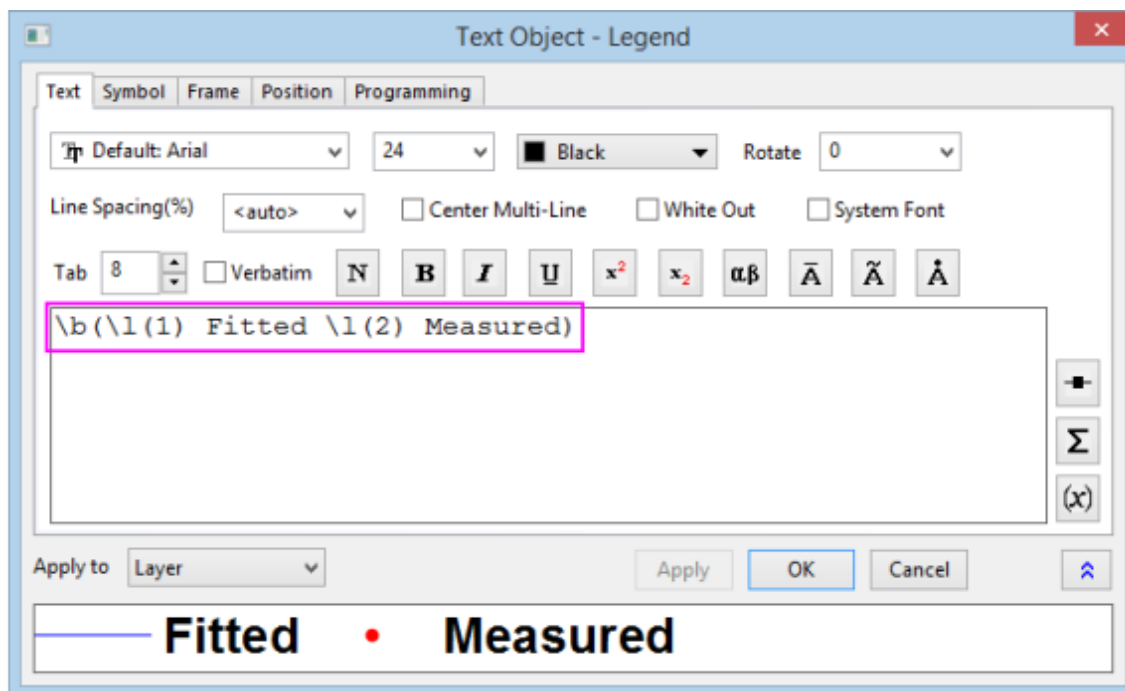 Text Object - Legend
Text Symbol Frame Position Programming
Default: Arial 24 Black Rotate 0
Line Spacing(%) <auto> Center Multi-Line White Out System Font
Tab 8 Verbatim N B I U x² x₂ αβ Ā Ã Å
\b(\l(1) Fitted \l(2) Measured)
Σ
(x)
Apply to Layer Apply OK Cancel
Fitted Measured